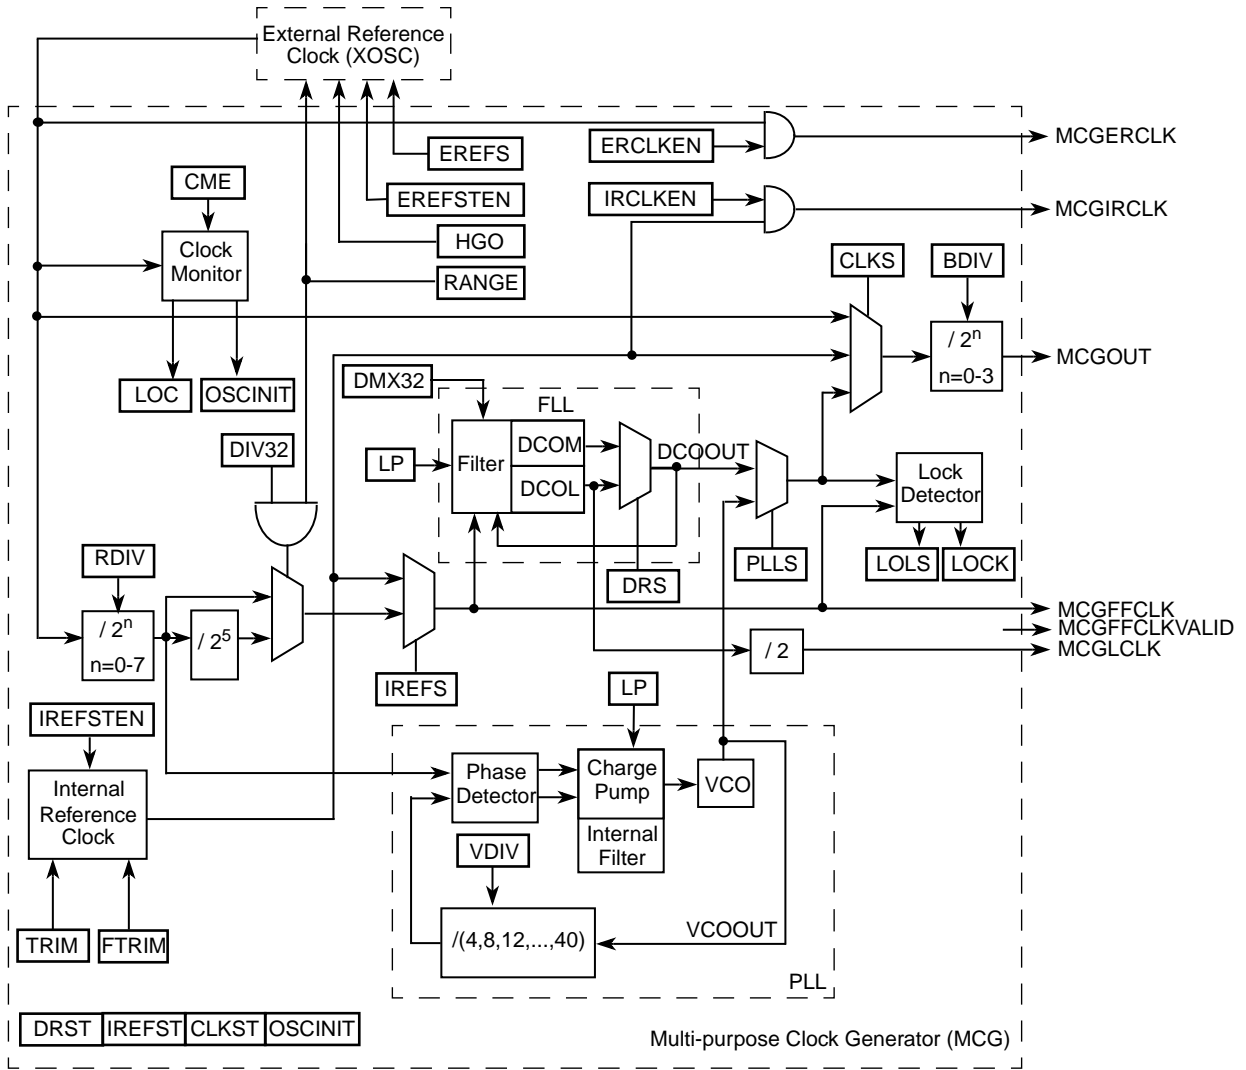 External Reference
Clock (XOSC)
MCGERCLK
ERCLKEN
EREFS
CME
IRCLKEN
EREFSTEN
MCGIRCLK
HGO
Clock
Monitor
CLKS
BDIV
RANGE
/ 2n
n=0-3
MCGOUT
LOC
OSCINIT
DMX32
FLL
DIV32
LP
Filter
DCOM
DCOL
DCOOUT
Lock
Detector
RDIV
PLLS
LOLS
LOCK
DRS
MCGFFCLK
MCGFFCLKVALID
MCGLCLK
/ 2n
n=0-7
/ 25
/ 2
IREFS
LP
IREFSTEN
Internal
Reference
Clock
Phase
Detector
Charge
Pump
VCO
Internal
Filter
VDIV
/(4,8,12,...,40)
VCOOUT
TRIM
FTRIM
PLL
DRST
IREFST
CLKST
OSCINIT
Multi-purpose Clock Generator (MCG)